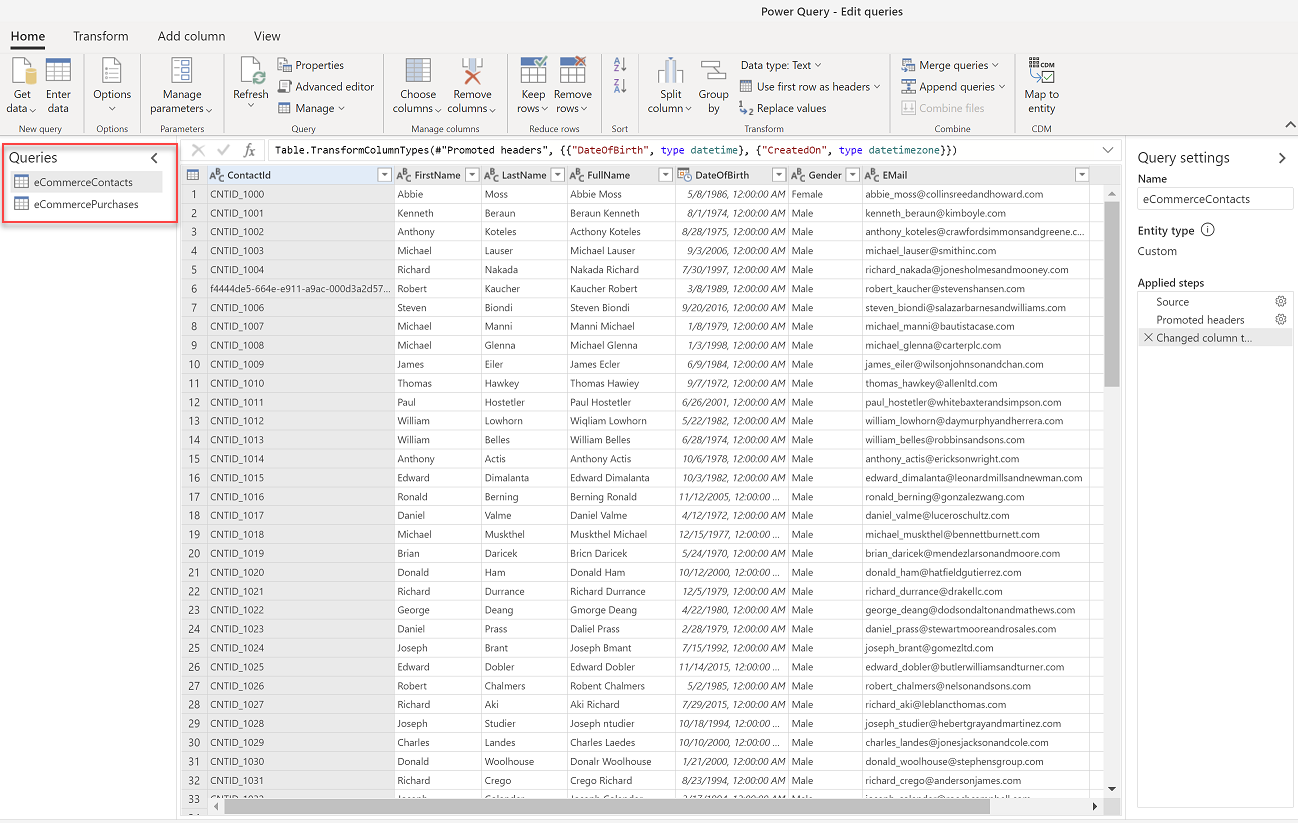 Power Query - Edit queries
Home Transform Add column View
Get data Enter data Options Manage parameters Refresh Properties Advanced editor Manage Choose columns Remove columns Keep rows Remove rows Split column Group by Data type: Text Use first row as headers Replace values Merge queries Append queries Combine files CDM Map to entity
New query Options Parameters Query Manage columns Reduce rows Sort Transform Combine CDM
Queries
eCommerceContacts
eCommercePurchases
fx Table.TransformColumnTypes(#"Promoted headers", {{"DateOfBirth", type datetime}, {"CreatedOn", type datetimezone}})
ContactId FirstName LastName FullName DateOfBirth Gender EMail
1 CNTID_1000 Abbie Moss Abbie Moss 5/8/1986, 12:00:00 AM Female abbie_moss@collinsreedandhoward.com
2 CNTID_1001 Kenneth Beraun Beraun Kenneth 8/1/1974, 12:00:00 AM Male kenneth_beraun@kimboyle.com
3 CNTID_1002 Anthony Koteles Acthony Koteles 8/28/1975, 12:00:00 AM Male anthony_koteles@crawfordsimmonsandgreene.c...
4 CNTID_1003 Michael Lauser Michael Lauser 9/3/2006, 12:00:00 AM Male michael_lauser@smithinc.com
5 CNTID_1004 Richard Nakada Nakada Richard 7/30/1997, 12:00:00 AM Male richard_nakada@jonesholmesandmooney.com
6 f4444de5-664e-e911-a9ac-000d3a2d57... Robert Kaucher Kaucher Robert 3/8/1989, 12:00:00 AM Male robert_kaucher@stevenshansen.com
7 CNTID_1006 Steven Biondi Steven Biondi 9/20/2016, 12:00:00 AM Male steven_biondi@salazarbarnesandwilliams.com
8 CNTID_1007 Michael Manni Manni Michael 1/8/1979, 12:00:00 AM Male michael_manni@bautistacase.com
9 CNTID_1008 Michael Glenna Michael Glenna 1/3/1998, 12:00:00 AM Male michael_glenna@carterplc.com
10 CNTID_1009 James Eiler James Ecler 6/9/1984, 12:00:00 AM Male james_eiler@wilsonjohnsonandchan.com
11 CNTID_1010 Thomas Hawkey Thomas Hawiey 9/7/1972, 12:00:00 AM Male thomas_hawkey@allenltd.com
12 CNTID_1011 Paul Hostetler Paul Hostetler 6/26/2001, 12:00:00 AM Male paul_hostetler@whitebaxterandsimpson.com
13 CNTID_1012 William Lowhorn Wiqliam Lowhorn 5/22/1982, 12:00:00 AM Male william_lowhorn@daymurphyandherrera.com
14 CNTID_1013 William Belles William Belles 6/28/1974, 12:00:00 AM Male william_belles@robbinsandsons.com
15 CNTID_1014 Anthony Actis Anthony Actis 10/6/1978, 12:00:00 AM Male anthony_actis@ericksonwright.com
16 CNTID_1015 Edward Dimalanta Edward Dimalanta 10/3/1982, 12:00:00 AM Male edward_dimalanta@leonardmillsandnewman.com
17 CNTID_1016 Ronald Berning Berning Ronald 11/12/2005, 12:00:00 ... Male ronald_berning@gonzalezwang.com
18 CNTID_1017 Daniel Valme Daniel Valme 4/12/1972, 12:00:00 AM Male daniel_valme@luceroschultz.com
19 CNTID_1018 Michael Muskthel Muskthel Michael 12/15/1977, 12:00:00 ... Male michael_muskthel@bennettburnett.com
20 CNTID_1019 Brian Daricek Bricn Daricek 5/24/1970, 12:00:00 AM Male brian_daricek@mendezlarsonandmoore.com
21 CNTID_1020 Donald Ham Donald Ham 10/12/2000, 12:00:00 ... Male donald_ham@hatfieldgutierrez.com
22 CNTID_1021 Richard Durrance Richard Durrance 12/5/1979, 12:00:00 AM Male richard_durrance@drakellc.com
23 CNTID_1022 George Deang Gmorge Deang 4/22/1980, 12:00:00 AM Male george_deang@dodsondaltonandmathews.com
24 CNTID_1023 Daniel Prass Daliel Prass 2/28/1979, 12:00:00 AM Male daniel_prass@stewartmooreandrosales.com
25 CNTID_1024 Joseph Brant Joseph Bmant 7/15/1992, 12:00:00 AM Male joseph_brant@gomezltd.com
26 CNTID_1025 Edward Dobler Edward Dobler 11/14/2015, 12:00:00 ... Male edward_dobler@butlerwilliamsandturner.com
27 CNTID_1026 Robert Chalmers Robent Chalmers 5/2/1985, 12:00:00 AM Male robert_chalmers@nelsonandsons.com
28 CNTID_1027 Richard Aki Aki Richard 7/29/2015, 12:00:00 AM Male richard_aki@leblancthomas.com
29 CNTID_1028 Joseph Studier Joseph ntudier 10/18/1994, 12:00:00 ... Male joseph_studier@hebertgrayandmartinez.com
30 CNTID_1029 Charles Landes Charles Laedes 10/10/2000, 12:00:00 ... Male charles_landes@jonesjacksonandcole.com
31 CNTID_1030 Donald Woolhouse Donalr Woolhouse 1/21/2000, 12:00:00 AM Male donald_woolhouse@stephensgroup.com
32 CNTID_1031 Richard Crego Crego Richard 8/23/1994, 12:00:00 AM Male richard_crego@andersonjames.com
33
Query settings
Name
eCommerceContacts
Entity type
Custom
Applied steps
Source
Promoted headers
Changed column t...